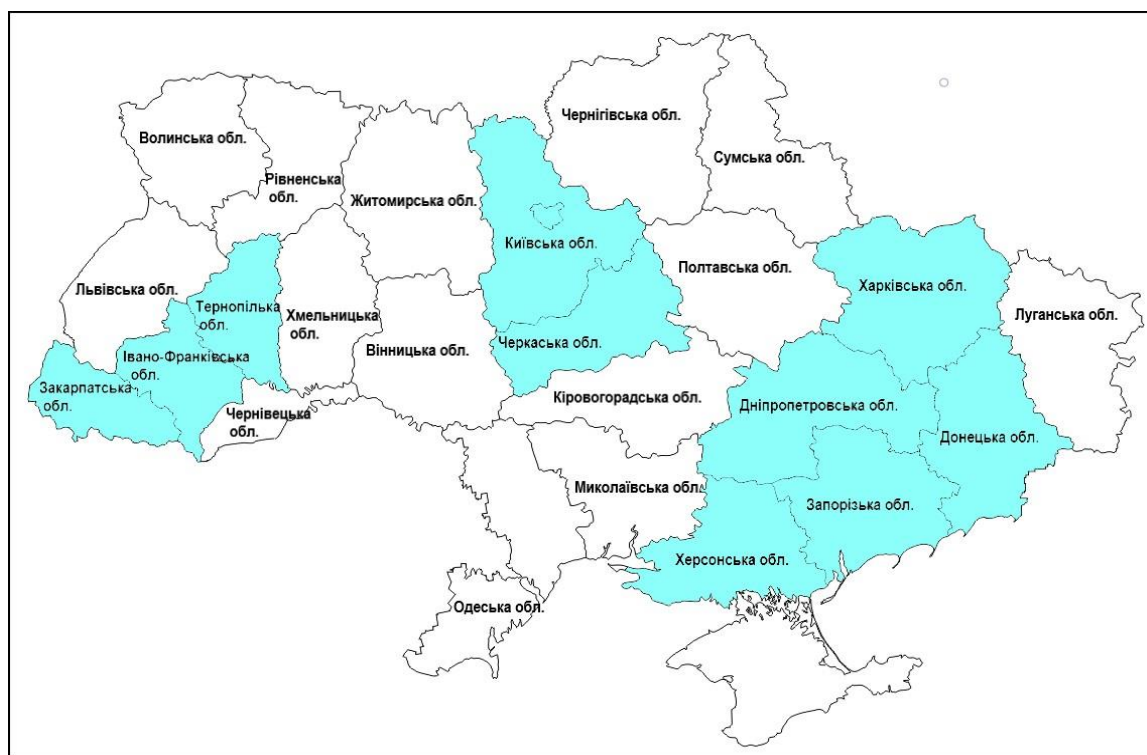 Чернігівська обл.
Волинська обл.
Сумська обл.
Рівненська
обл.
Житомирська обл.
Київська обл.
Полтавська обл.
Харківська обл.
Львівська обл.
Тернопілька
обл.
Хмельницька
обл.
Луганська обл.
Вінницька обл.
Черкаська обл.
Івано-Франківська
обл.
Закарпатська
обл.
Чернівецька
обл.
Кіровогорадська обл.
Дніпропетровська обл.
Донецька обл.
Миколаївська обл.
Запорізька обл.
Херсонська обл.
Одеська обл.